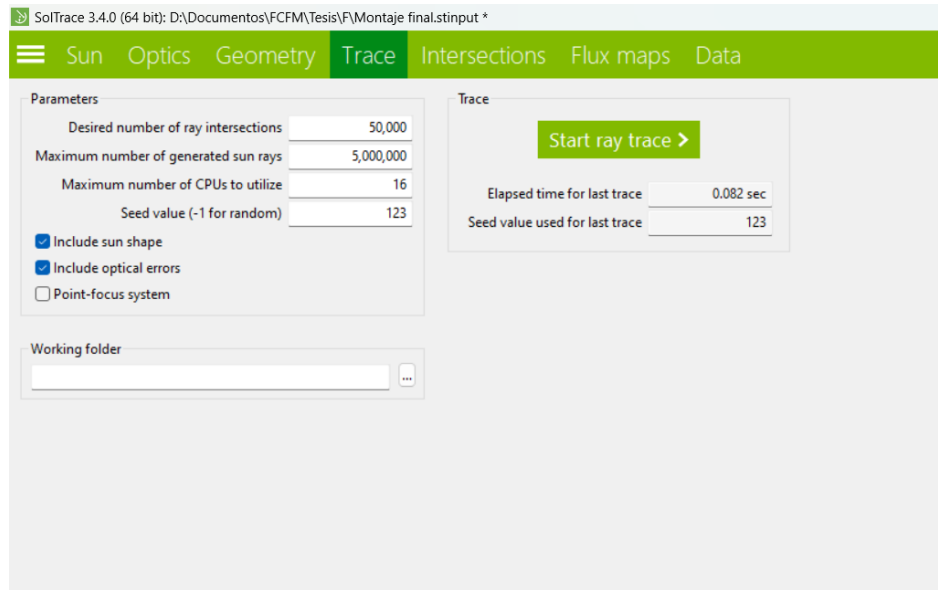 SolTrace 3.4.0 (64 bit): D:\Documentos\FCFM\Tesis\F\Montaje final.stinput *
Sun Optics Geometry Trace Intersections Flux maps Data
Parameters
Desired number of ray intersections 50,000
Maximum number of generated sun rays 5,000,000
Maximum number of CPUs to utilize 16
Seed value (-1 for random) 123
Include sun shape
Include optical errors
Point-focus system
Working folder
...
Trace
Start ray trace >
Elapsed time for last trace 0.082 sec
Seed value used for last trace 123